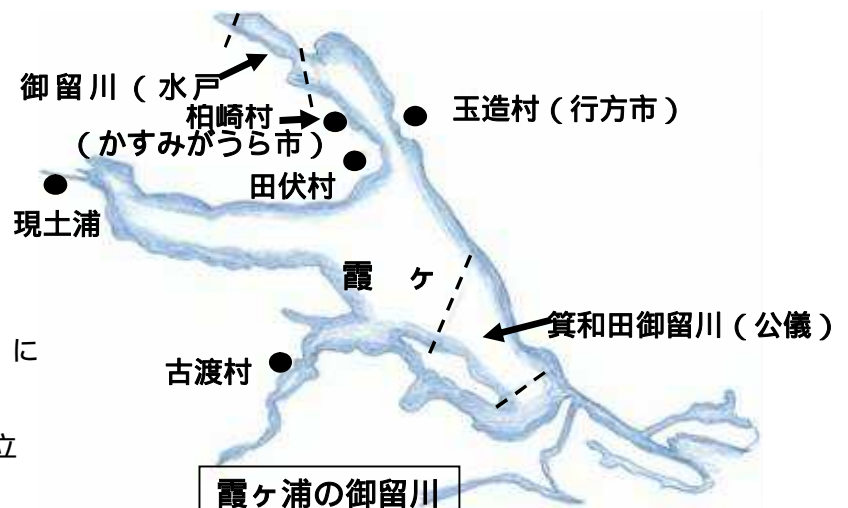 御留川（水戸
柏崎村
（かすみがうら市）
玉造村（行方市）
田伏村
現土浦
霞 ヶ
箕和田御留川（公儀）
に
古渡村
立
霞ヶ浦の御留川